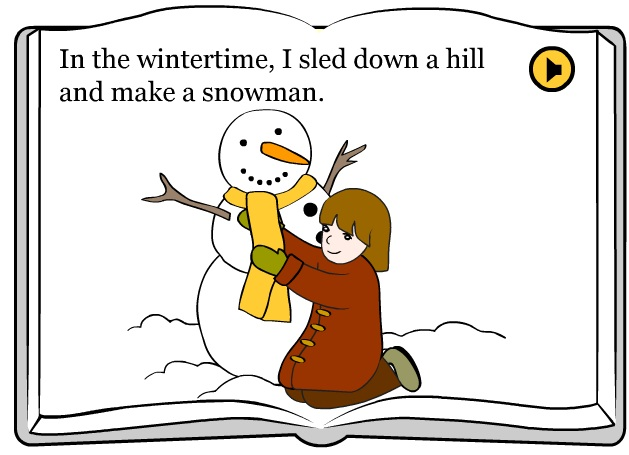 In the wintertime, I sled down a hill
and make a snowman.